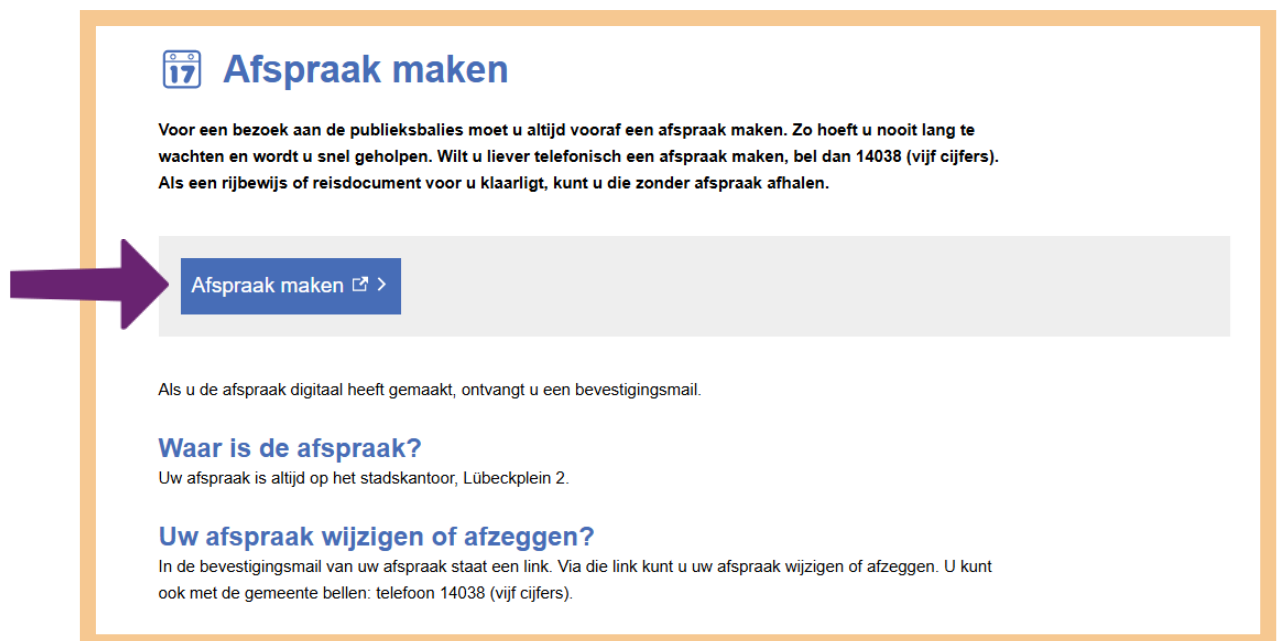 17 Afspraak maken
Voor een bezoek aan de publieksbalies moet u altijd vooraf een afspraak maken. Zo hoeft u nooit lang te
wachten en wordt u snel geholpen. Wilt u liever telefonisch een afspraak maken, bel dan 14038 (vijf cijfers).
Als een rijbewijs of reisdocument voor u klaarligt, kunt u die zonder afspraak afhalen.
Afspraak maken
Als u de afspraak digitaal heeft gemaakt, ontvangt u een bevestigingsmail.
Waar is de afspraak?
Uw afspraak is altijd op het stadskantoor, Lübeckplein 2.
Uw afspraak wijzigen of afzeggen?
In de bevestigingsmail van uw afspraak staat een link. Via die link kunt u uw afspraak wijzigen of afzeggen. U kunt
ook met de gemeente bellen: telefoon 14038 (vijf cijfers).